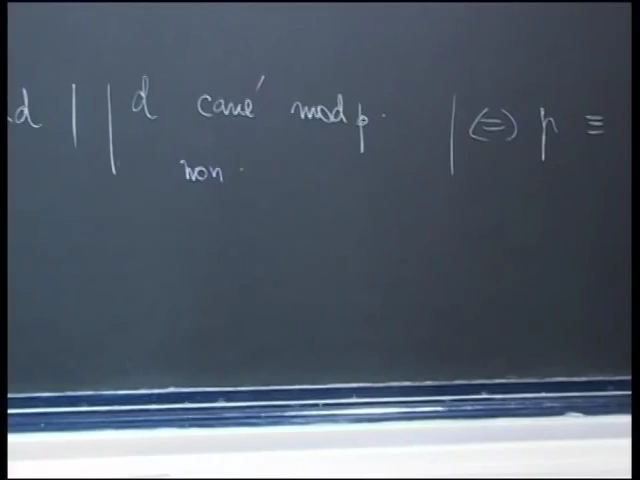 d | | d carré mod p. | (=) p ≡
non.